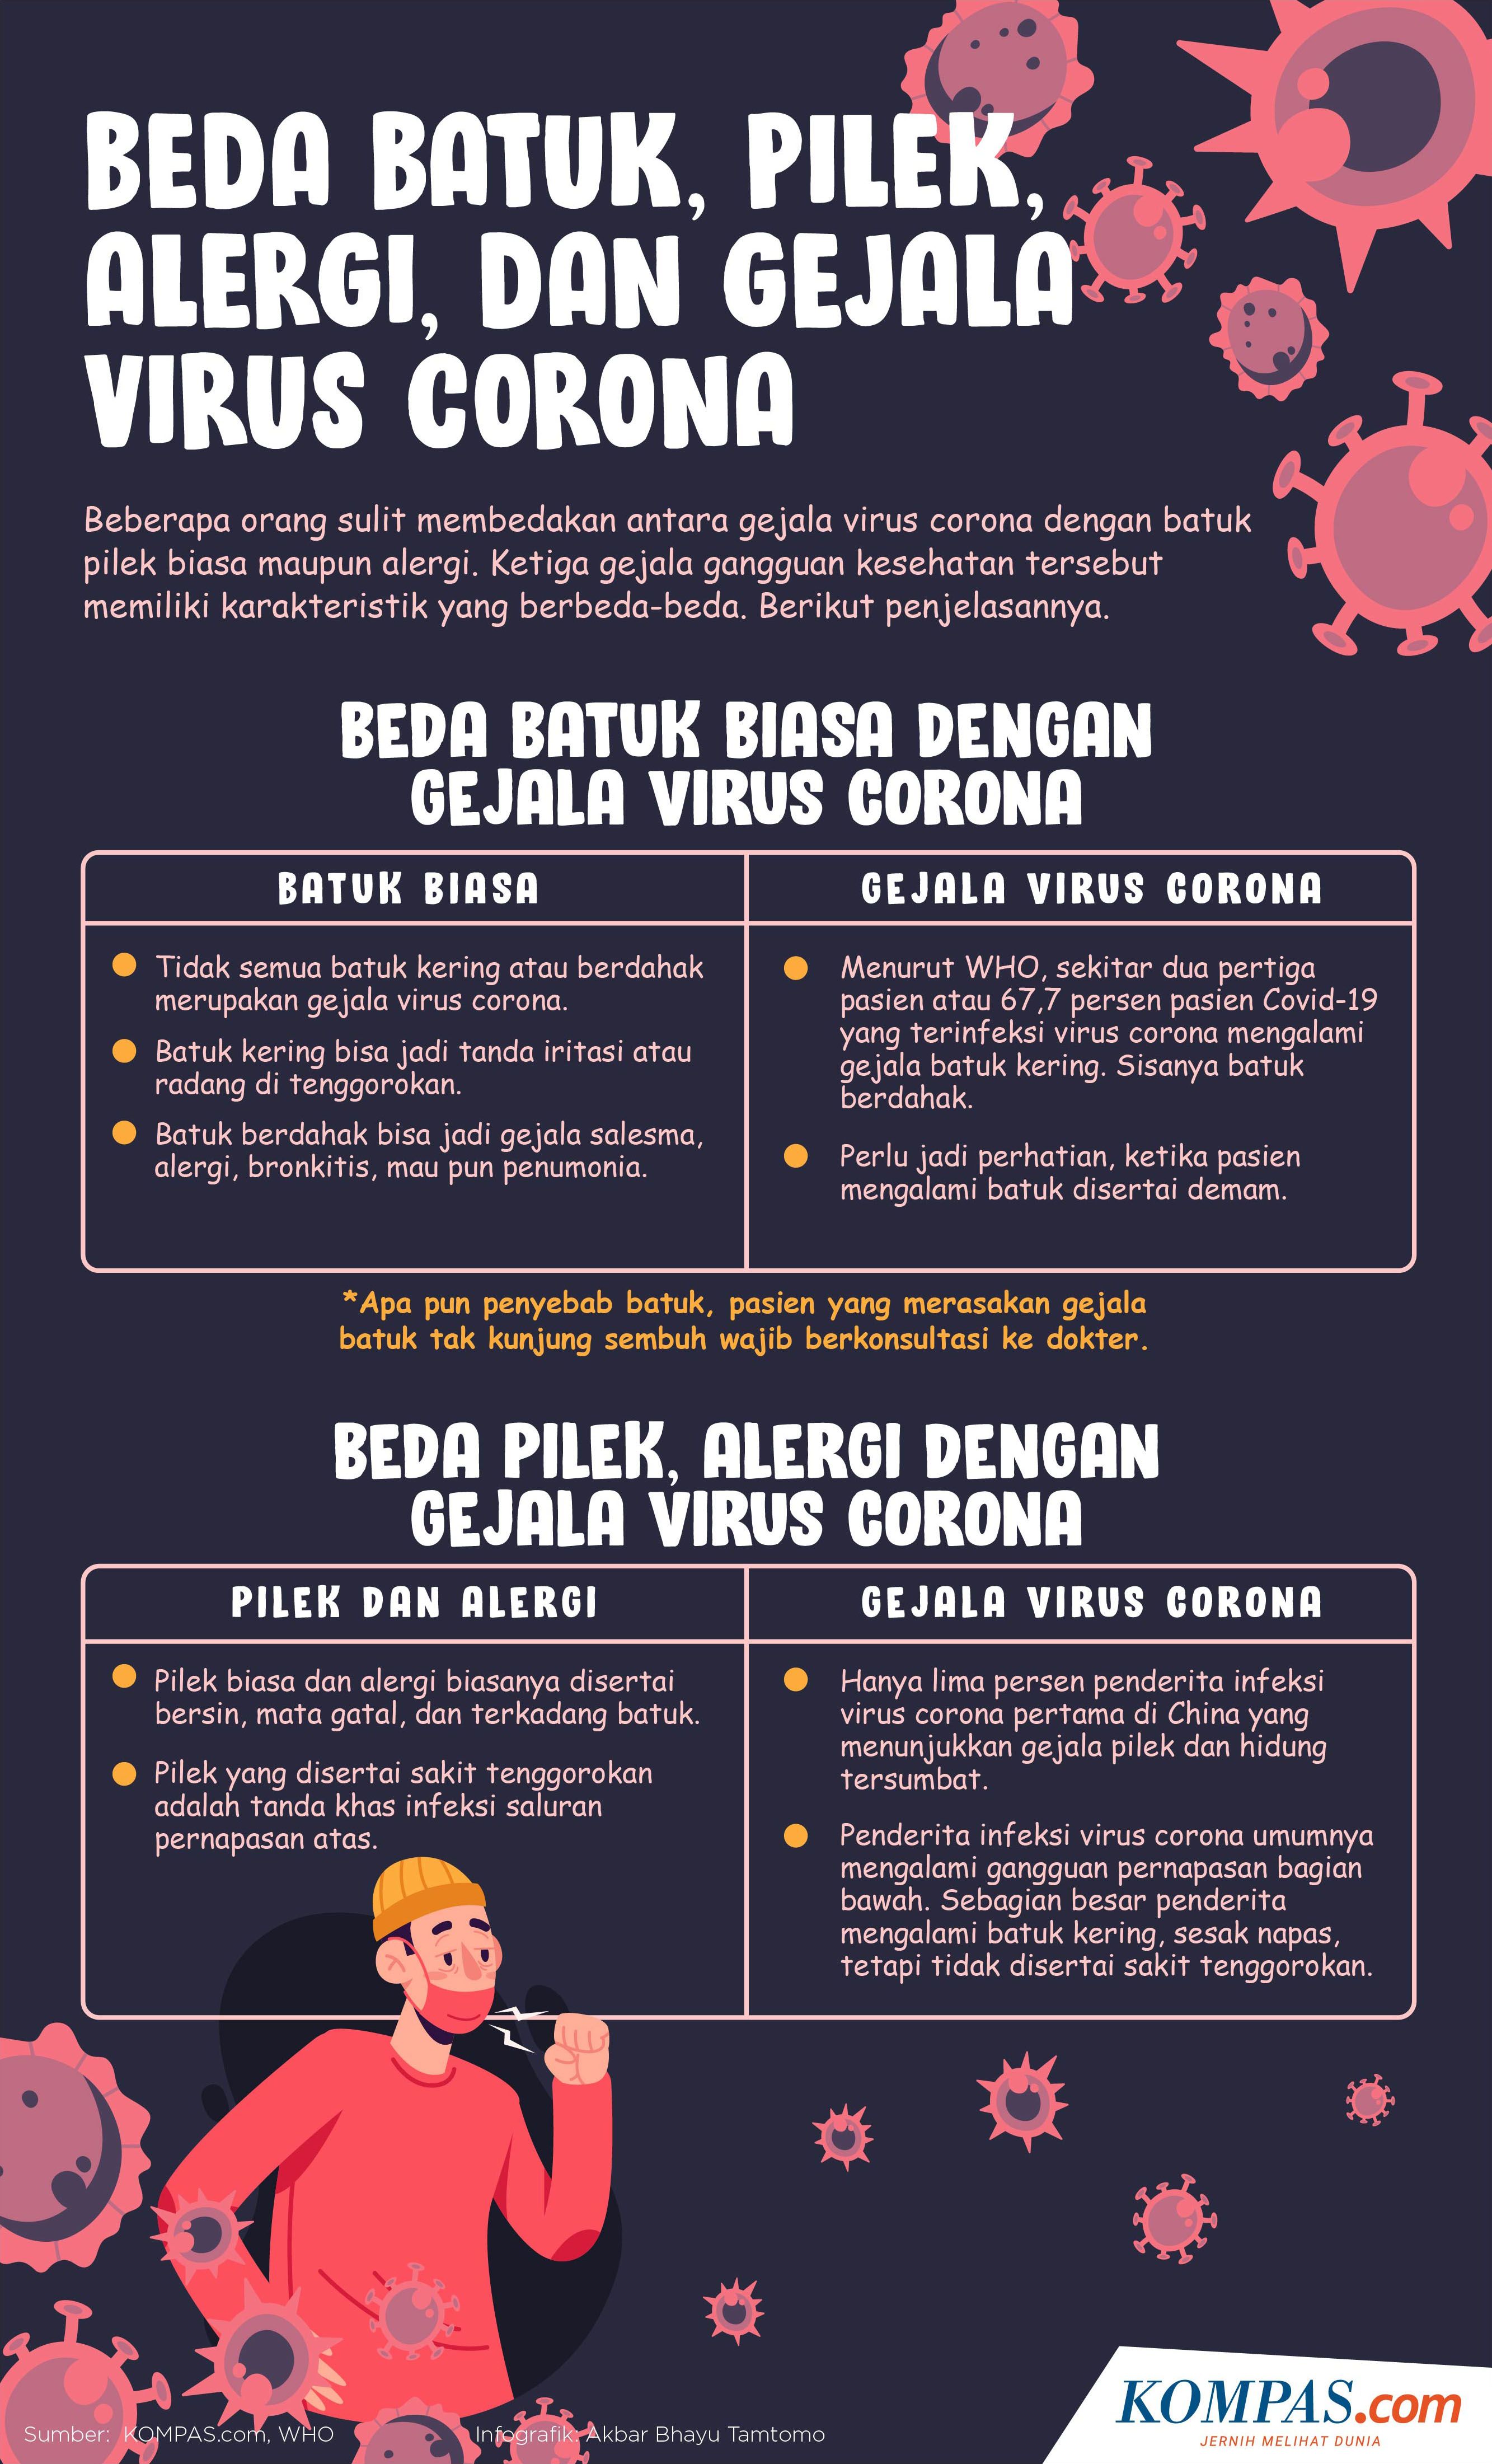 BEDA BATUK, PILEK,
ALERGI, DAN GEJALA
VIRUS CORONA
Beberapa orang sulit membedakan antara gejala virus corona dengan batuk
pilek biasa maupun alergi. Ketiga gejala gangguan kesehatan tersebut
memiliki karakteristik yang berbeda-beda. Berikut penjelasannya.
BEDA BATUK BIASA DENGAN
GEJALA VIRUS CORONA
BATUK BIASA
Tidak semua batuk kering atau berdahak
merupakan gejala virus corona.
Batuk kering bisa jadi tanda iritasi atau
radang di tenggorokan.
Batuk berdahak bisa jadi gejala salesma,
alergi, bronkitis, mau pun penumonia.
GEJALA VIRUS CORONA
Menurut WHO, sekitar dua pertiga
pasien atau 67,7 persen pasien Covid-19
yang terinfeksi virus corona mengalami
gejala batuk kering. Sisanya batuk
berdahak.
Perlu jadi perhatian, ketika pasien
mengalami batuk disertai demam.
*Apa pun penyebab batuk, pasien yang merasakan gejala
batuk tak kunjung sembuh wajib berkonsultasi ke dokter.
BEDA PILEK, ALERGI DENGAN
GEJALA VIRUS CORONA
PILEK DAN ALERGI
Pilek biasa dan alergi biasanya disertai
bersin, mata gatal, dan terkadang batuk.
Pilek yang disertai sakit tenggorokan
adalah tanda khas infeksi saluran
pernapasan atas.
GEJALA VIRUS CORONA
Hanya lima persen penderita infeksi
virus corona pertama di China yang
menunjukkan gejala pilek dan hidung
tersumbat.
Penderita infeksi virus corona umumnya
mengalami gangguan pernapasan bagian
bawah. Sebagian besar penderita
mengalami batuk kering, sesak napas,
tetapi tidak disertai sakit tenggorokan.
Sumber: KOMPAS.com, WHO
Infografik: Akbar Bhayu Tamtomo
KOMPAS.com
JERNIH MELIHAT DUNIA